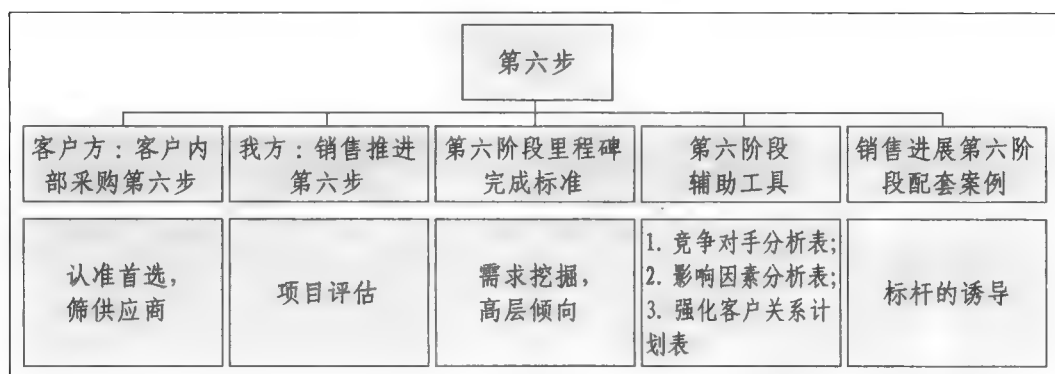 第六步
客户方：客户内
部采购第六步
我方：销售推进
第六步
第六阶段里程碑
完成标准
第六阶段
辅助工具
销售进展第六阶
段配套案例
认准首选，
筛供应商
项目评估
需求挖掘，
高层倾向
1. 竞争对手分析表;
2. 影响因素分析表;
3. 强化客户关系计
划表
标杆的诱导